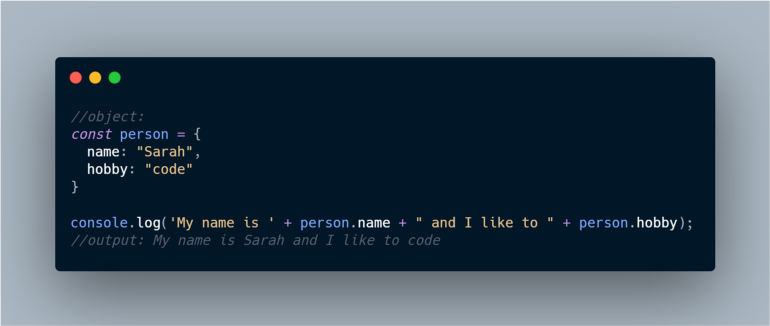 //object:
const person = {
  name: "Sarah",
  hobby: "code"
}
console.log('My name is ' + person.name + " and I like to " + person.hobby);
//output: My name is Sarah and I like to code